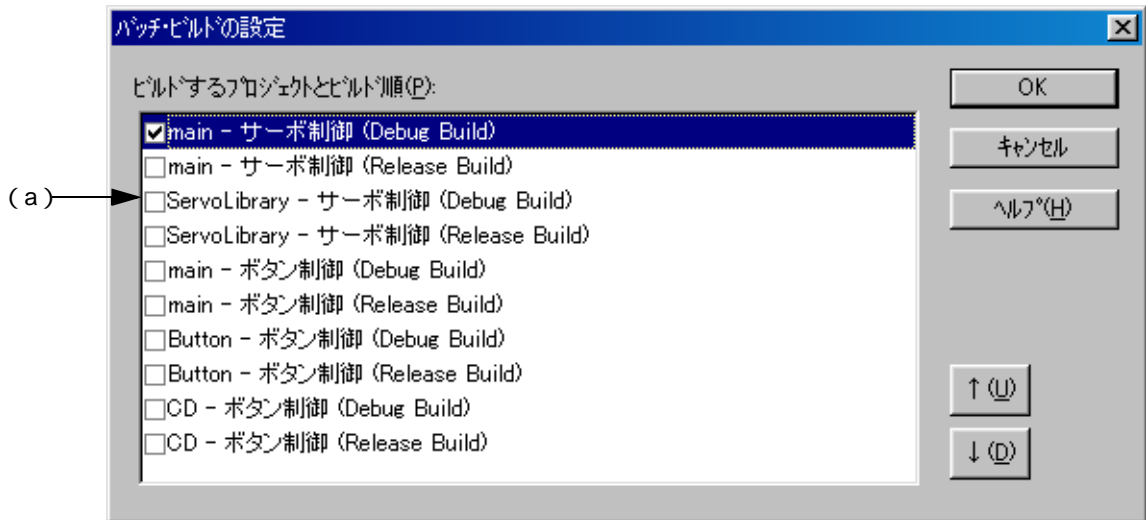 ﾊﾞｯﾁ・ﾋﾞﾙﾄﾞの設定
ﾋﾞﾙﾄﾞするﾌﾟﾛｼﾞｪｸﾄとﾋﾞﾙﾄﾞ順(P):
main - サーボ制御 (Debug Build)
main - サーボ制御 (Release Build)
ServoLibrary - サーボ制御 (Debug Build)
ServoLibrary - サーボ制御 (Release Build)
main - ボタン制御 (Debug Build)
main - ボタン制御 (Release Build)
Button - ボタン制御 (Debug Build)
Button - ボタン制御 (Release Build)
CD - ボタン制御 (Debug Build)
CD - ボタン制御 (Release Build)
(a)
OK
ｷｬﾝｾﾙ
ﾍﾙﾌﾟ(H)
↑(U)
↓(D)